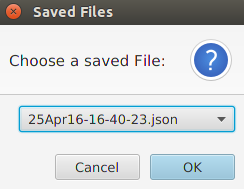 Saved Files
Choose a saved File:
25Apr16-16-40-23.json
Cancel
OK